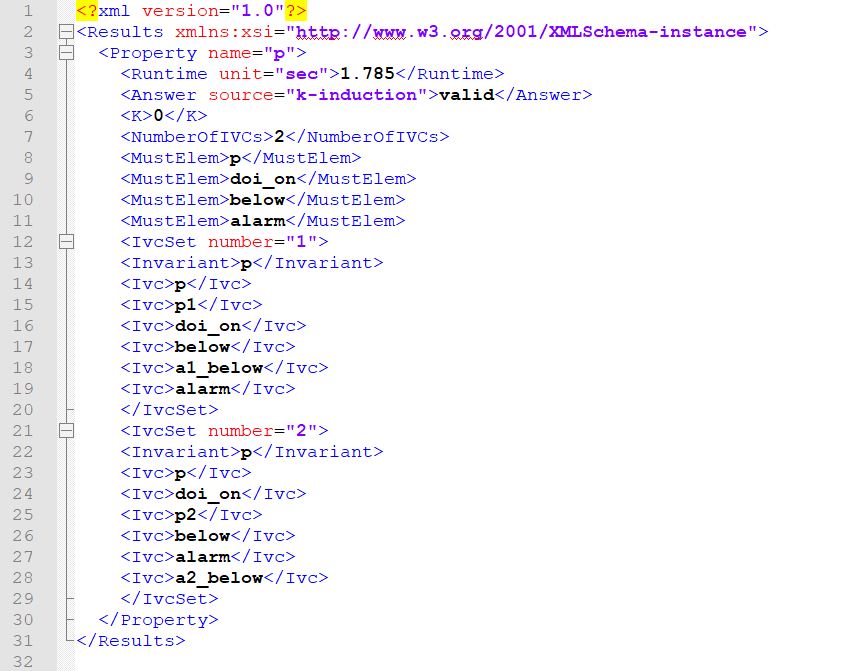 1 <?xml version="1.0"?>
2 <Results xmlns:xsi="http://www.w3.org/2001/XMLSchema-instance">
3 <Property name="p">
4 <Runtime unit="sec">1.785</Runtime>
5 <Answer source="k-induction">valid</Answer>
6 <K>0</K>
7 <NumberOfIVCs>2</NumberOfIVCs>
8 <MustElem>p</MustElem>
9 <MustElem>doi_on</MustElem>
10 <MustElem>below</MustElem>
11 <MustElem>alarm</MustElem>
12 <IvcSet number="1">
13 <Invariant>p</Invariant>
14 <Ivc>p</Ivc>
15 <Ivc>p1</Ivc>
16 <Ivc>doi_on</Ivc>
17 <Ivc>below</Ivc>
18 <Ivc>a1_below</Ivc>
19 <Ivc>alarm</Ivc>
20 </IvcSet>
21 <IvcSet number="2">
22 <Invariant>p</Invariant>
23 <Ivc>p</Ivc>
24 <Ivc>doi_on</Ivc>
25 <Ivc>p2</Ivc>
26 <Ivc>below</Ivc>
27 <Ivc>alarm</Ivc>
28 <Ivc>a2_below</Ivc>
29 </IvcSet>
30 </Property>
31 </Results>
32